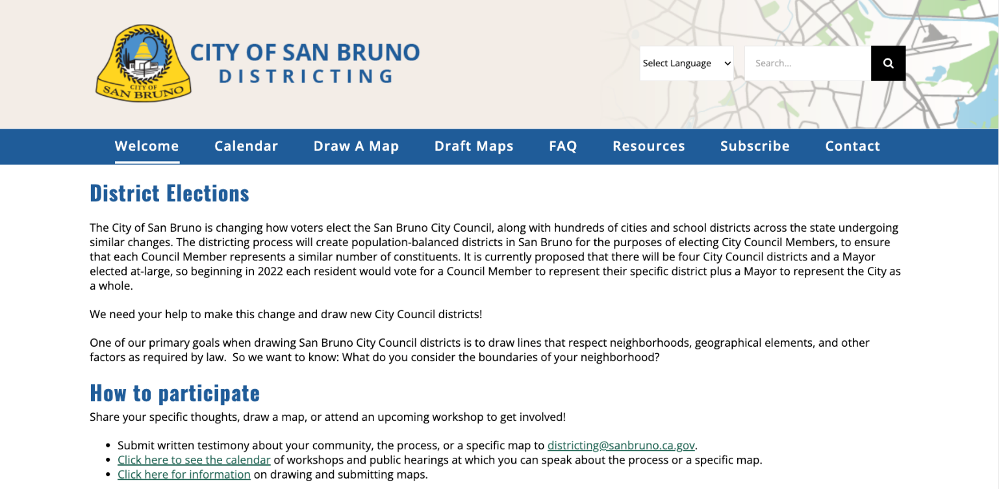 CITY OF
SAN BRUNO
CITY OF SAN BRUNO
DISTRICTING
Select Language
Search...
Welcome Calendar Draw A Map Draft Maps FAQ Resources Subscribe Contact
District Elections
The City of San Bruno is changing how voters elect the San Bruno City Council, along with hundreds of cities and school districts across the state undergoing
similar changes. The districting process will create population-balanced districts in San Bruno for the purposes of electing City Council Members, to ensure
that each Council Member represents a similar number of constituents. It is currently proposed that there will be four City Council districts and a Mayor
elected at-large, so beginning in 2022 each resident would vote for a Council Member to represent their specific district plus a Mayor to represent the City as
a whole.
We need your help to make this change and draw new City Council districts!
One of our primary goals when drawing San Bruno City Council districts is to draw lines that respect neighborhoods, geographical elements, and other
factors as required by law.  So we want to know: What do you consider the boundaries of your neighborhood?
How to participate
Share your specific thoughts, draw a map, or attend an upcoming workshop to get involved!
• Submit written testimony about your community, the process, or a specific map to districting@sanbruno.ca.gov.
• Click here to see the calendar of workshops and public hearings at which you can speak about the process or a specific map.
• Click here for information on drawing and submitting maps.